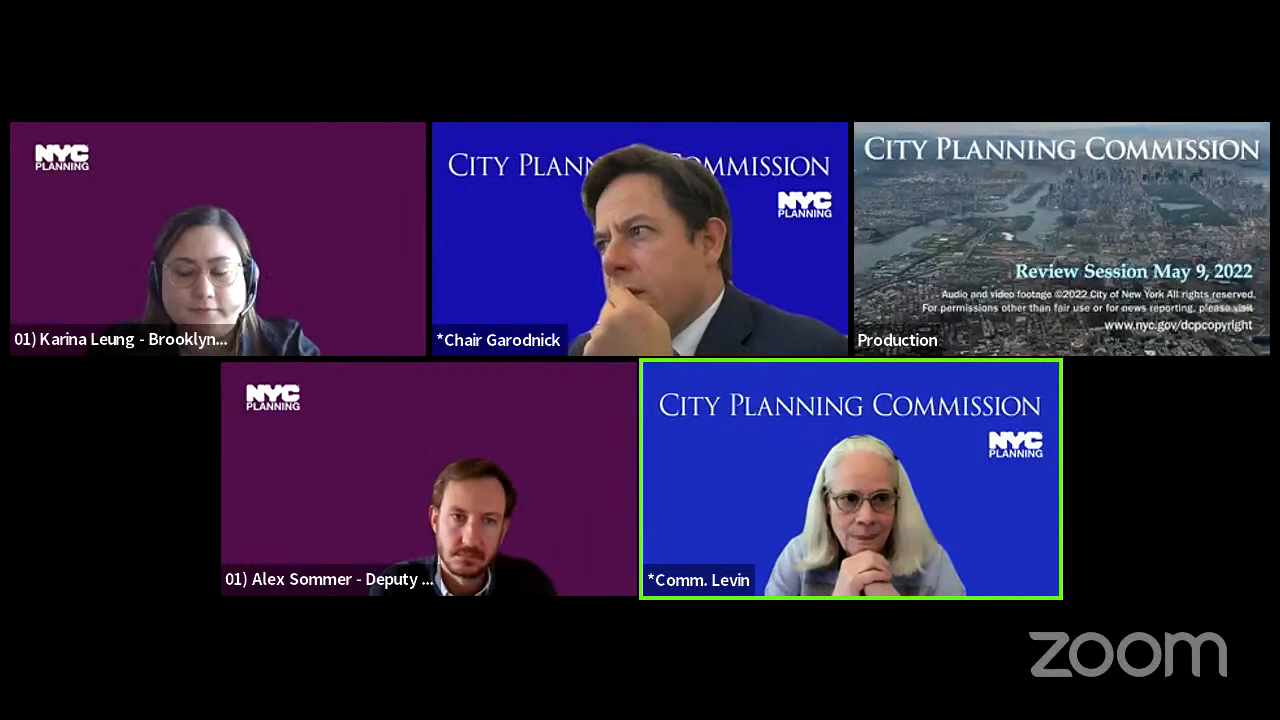 NYC
PLANNING
01) Karina Leung - Brooklyn...
CITY PLANN
OMMISSION
NYC
PLANNING
*Chair Garodnick
CITY PLANNING COMMISSION
Review Session May 9, 2022
Audio and video footage ©2022 City of New York All rights reserved.
For permissions other than fair use or for news reporting, please visit
www.nyc.gov/dcpcopyright
Production
NYC
PLANNING
01) Alex Sommer - Deputy ...
CITY PLANNING COMMISSION
NYC
PLANNING
*Comm. Levin
zoom